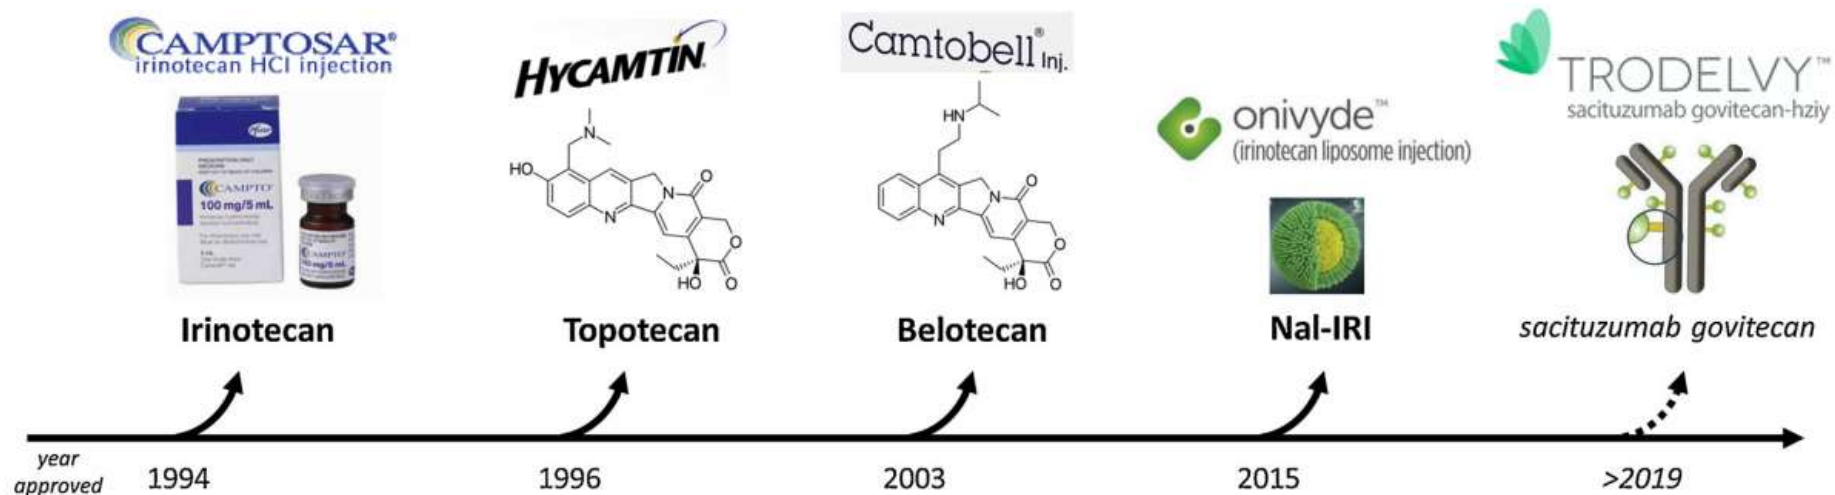 CAMPTOSAR®
irinotecan HCl injection
Pfizer
CAMPTO
100 mg/5 mL
CAMPTO
HYCAMTIN
N
HO
N
O
N
O
HO
O
Camtobell® Inj.
HN
N
O
N
O
HO
O
onivyde™
(irinotecan liposome injection)
TRODELVY™
sacituzumab govitecan-hziy
Irinotecan
Topotecan
Belotecan
Nal-IRI
sacituzumab govitecan
year
approved
1994
1996
2003
2015
>2019